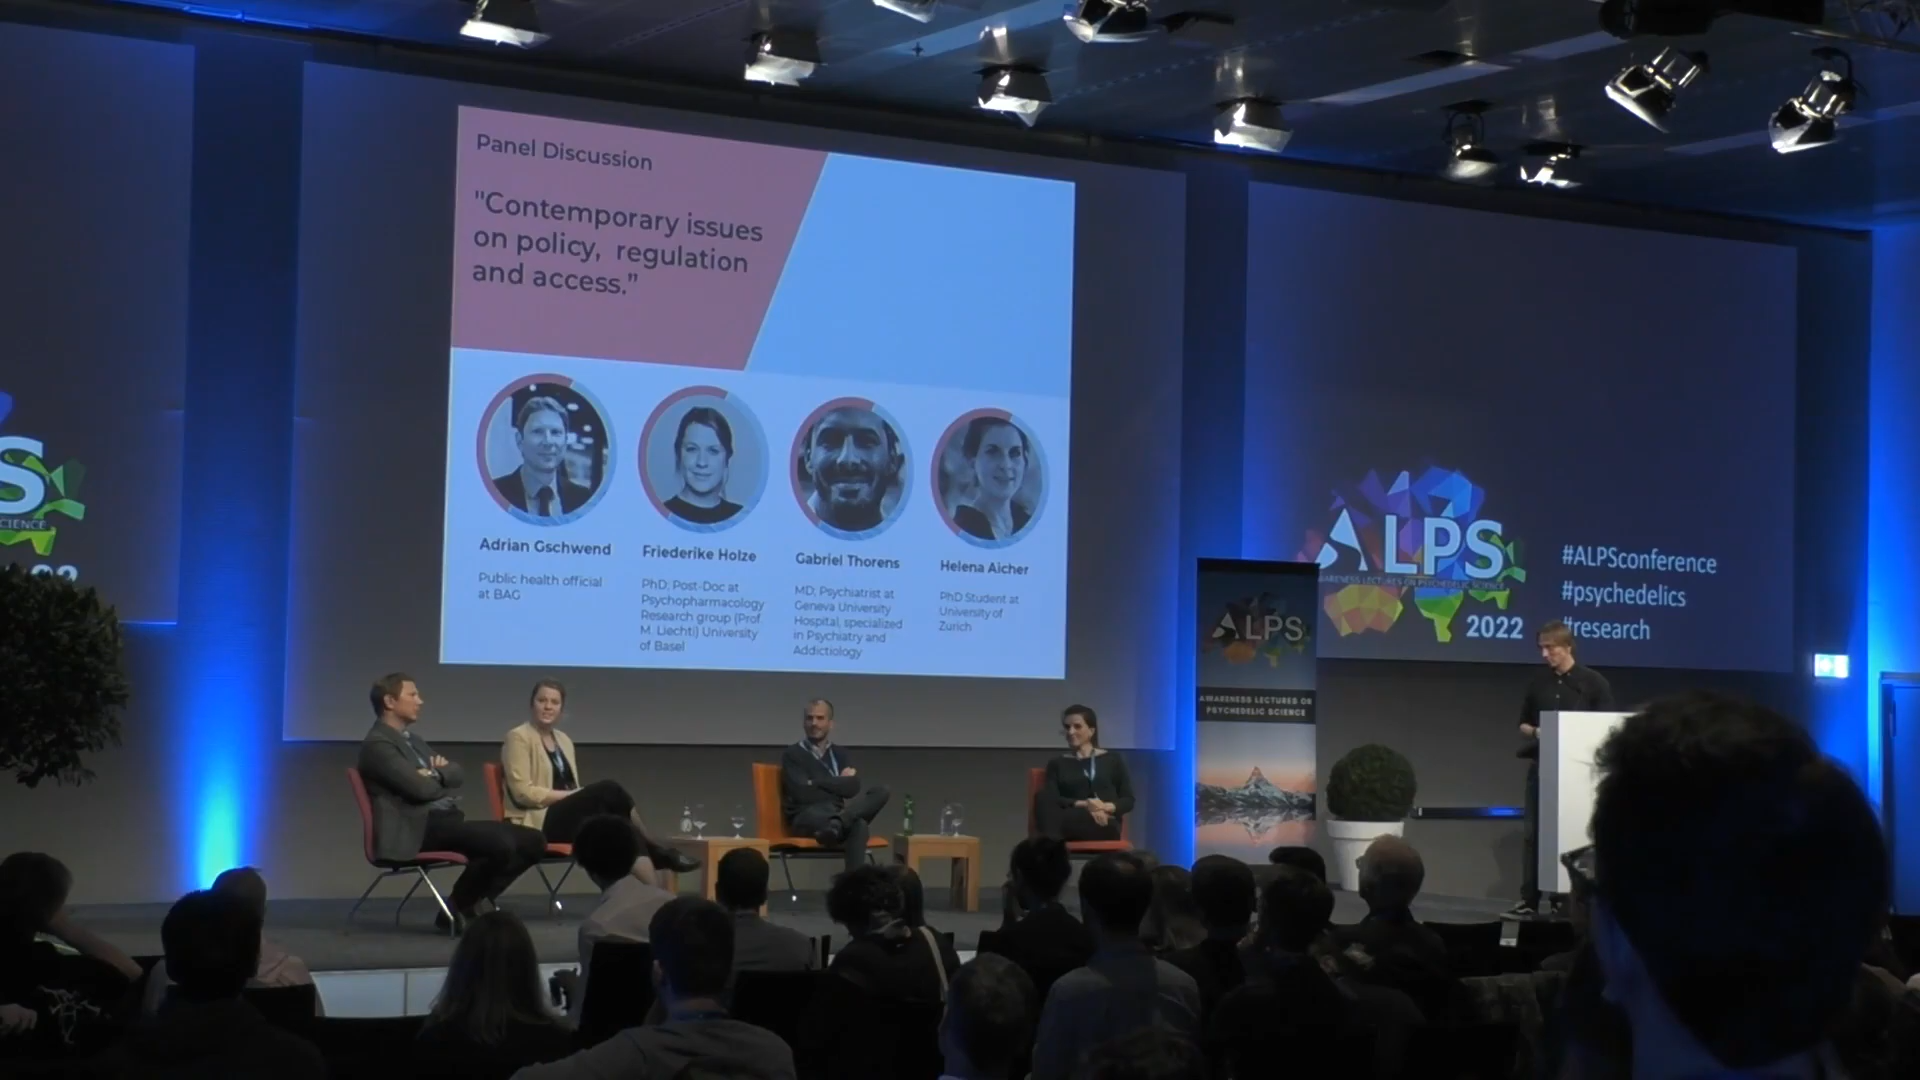 Panel Discussion
"Contemporary issues
on policy, regulation
and access.”
Adrian Gschwend
Public health official
at BAG
Friederike Holze
PhD, Post-Doc at
Psychopharmacology
Research group (Prof
M. Liechti) University
of Basel
Gabriel Thorens
MD, Psychiatrist at
Geneva University
Hospital, specialized
in Psychiatry and
Addictiology
Helena Aicher
PhD Student at
University of
Zurich
S
CIENCE
ALPS
AWARENESS LECTURES ON
PSYCHEDELIC SCIENCE
ALPS
AWARENESS LECTURES ON PSYCHEDELIC SCIENCE
2022
#ALPSconference
#psychedelics
#research